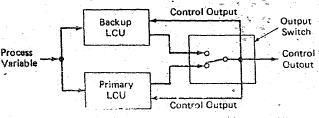 Control Output
Output
Switch
Backup
LCU
Process
Variable
Control
Outout
Primary
LCU
Control Output